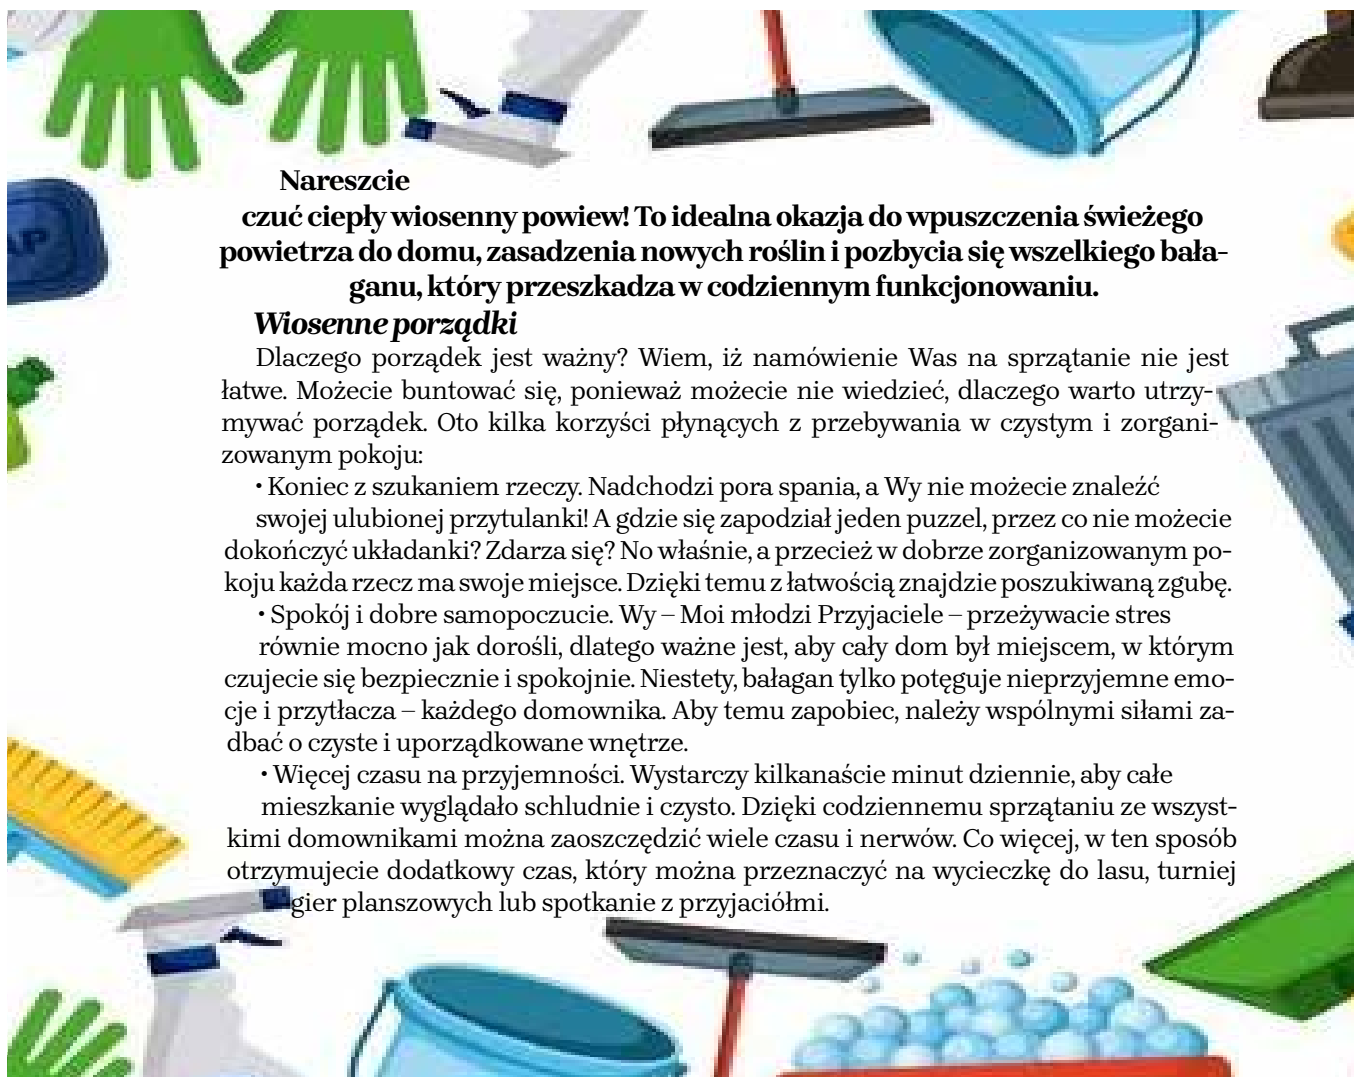 AP
Nareszcie
czuć ciepły wiosenny powiew! To idealna okazja do wpuszczenia świeżego
powietrza do domu, zasadzenia nowych roślin i pozbycia się wszelkiego bała-
ganu, który przeszkadza w codziennym funkcjonowaniu.
Wiosenne porządki
Dlaczego porządek jest ważny? Wiem, iż namówienie Was na sprzątanie nie jest
łatwe. Możecie buntować się, ponieważ możecie nie wiedzieć, dlaczego warto utrzy-
mywać porządek. Oto kilka korzyści płynących z przebywania w czystym i zorgani-
zowanym pokoju:
• Koniec z szukaniem rzeczy. Nadchodzi pora spania, a Wy nie możecie znaleźć
swojej ulubionej przytulanki! A gdzie się zapodział jeden puzzel, przez co nie możecie
dokończyć układanki? Zdarza się? No właśnie, a przecież w dobrze zorganizowanym po-
koju każda rzecz ma swoje miejsce. Dzięki temu z łatwością znajdzie poszukiwaną zgubę.
• Spokój i dobre samopoczucie. Wy – Moi młodzi Przyjaciele – przeżywacie stres
równie mocno jak dorośli, dlatego ważne jest, aby cały dom był miejscem, w którym
czujecie się bezpiecznie i spokojnie. Niestety, bałagan tylko potęguje nieprzyjemne emo-
cje i przytłacza – każdego domownika. Aby temu zapobiec, należy wspólnymi siłami za-
dbać o czyste i uporządkowane wnętrze.
• Więcej czasu na przyjemności. Wystarczy kilkanaście minut dziennie, aby całe
mieszkanie wyglądało schludnie i czysto. Dzięki codziennemu sprzątaniu ze wszyst-
kimi domownikami można zaoszczędzić wiele czasu i nerwów. Co więcej, w ten sposób
otrzymujecie dodatkowy czas, który można przeznaczyć na wycieczkę do lasu, turniej
gier planszowych lub spotkanie z przyjaciółmi.